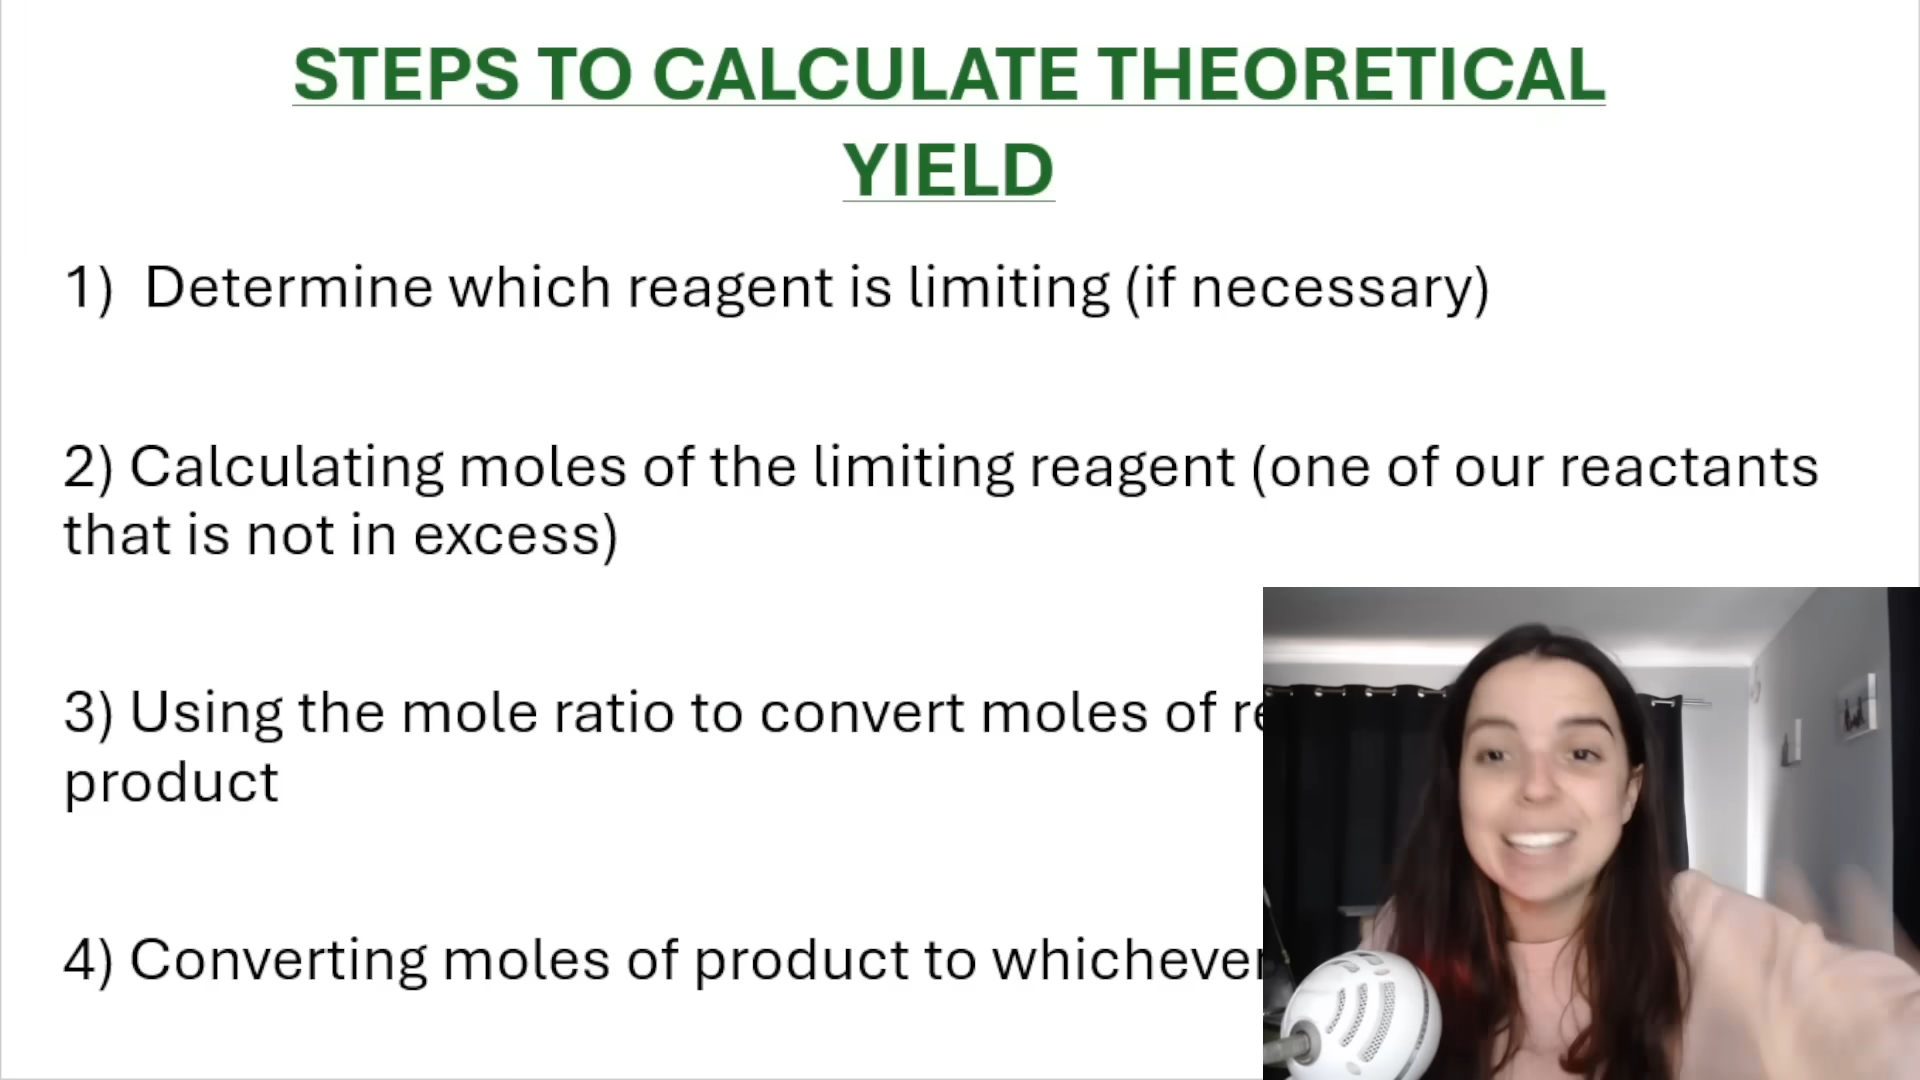 STEPS TO CALCULATE THEORETICAL
YIELD
1) Determine which reagent is limiting (if necessary)
2) Calculating moles of the limiting reagent (one of our reactants
that is not in excess)
3) Using the mole ratio to convert moles of
product
4) Converting moles of product to whichever